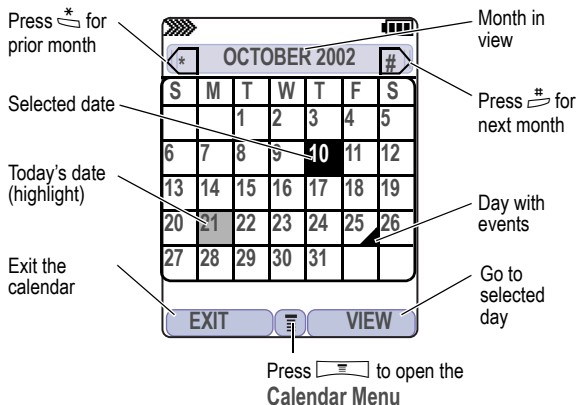 Press * for
prior month
Month in
view
* OCTOBER 2002 #
Press # for
next month
S M T W T F S
1 2 3 4 5
6 7 8 9 10 11 12
13 14 15 16 17 18 19
20 21 22 23 24 25 26
27 28 29 30 31
Selected date
Today's date
(highlight)
Day with
events
Exit the
calendar
Go to
selected
day
EXIT VIEW
Press to open the
Calendar Menu